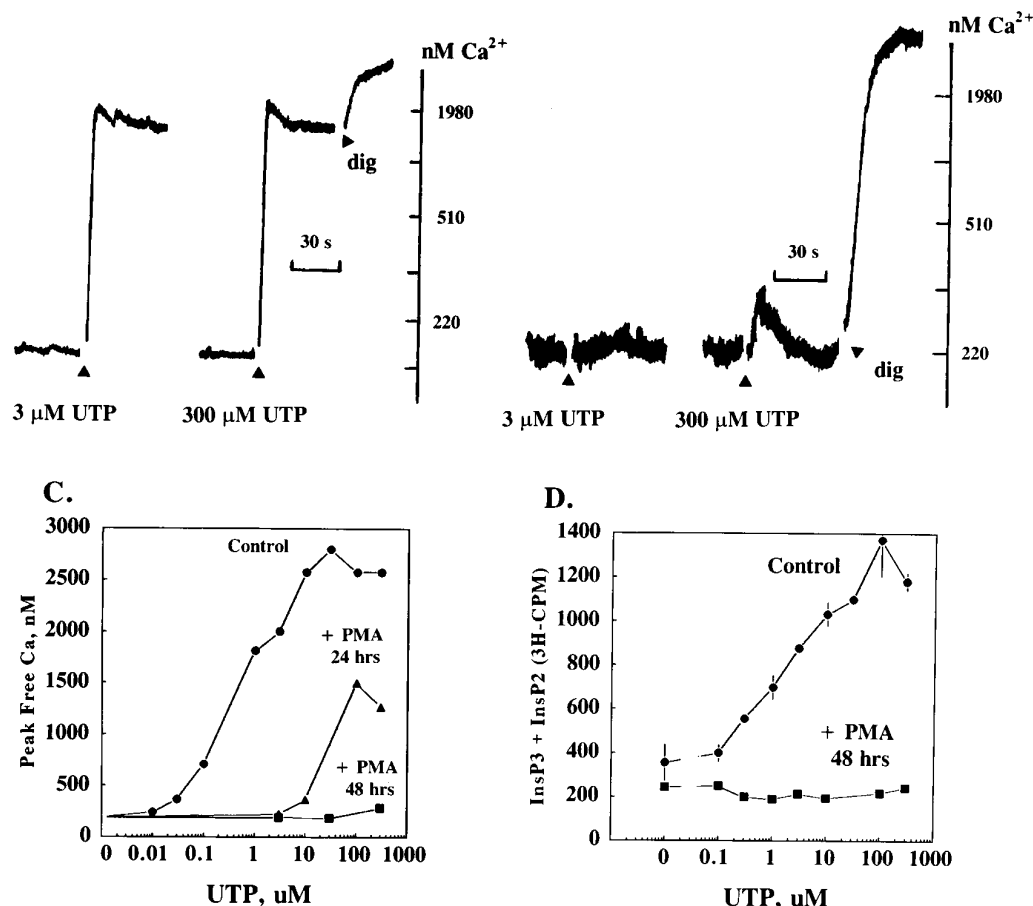 nM Ca2+
1980
510
220
dig
30 s
3 μM UTP
300 μM UTP
nM Ca2+
1980
510
220
dig
30 s
3 μM UTP
300 μM UTP
C.
3000
2500
2000
1500
1000
500
0
Peak Free Ca, nM
Control
+ PMA
24 hrs
+ PMA
48 hrs
0
0.01
0.1
1
10
100
1000
UTP, uM
D.
1400
1200
1000
800
600
400
200
0
InsP3 + InsP2 (3H-CPM)
Control
+ PMA
48 hrs
0
0.1
1
10
100
1000
UTP, uM